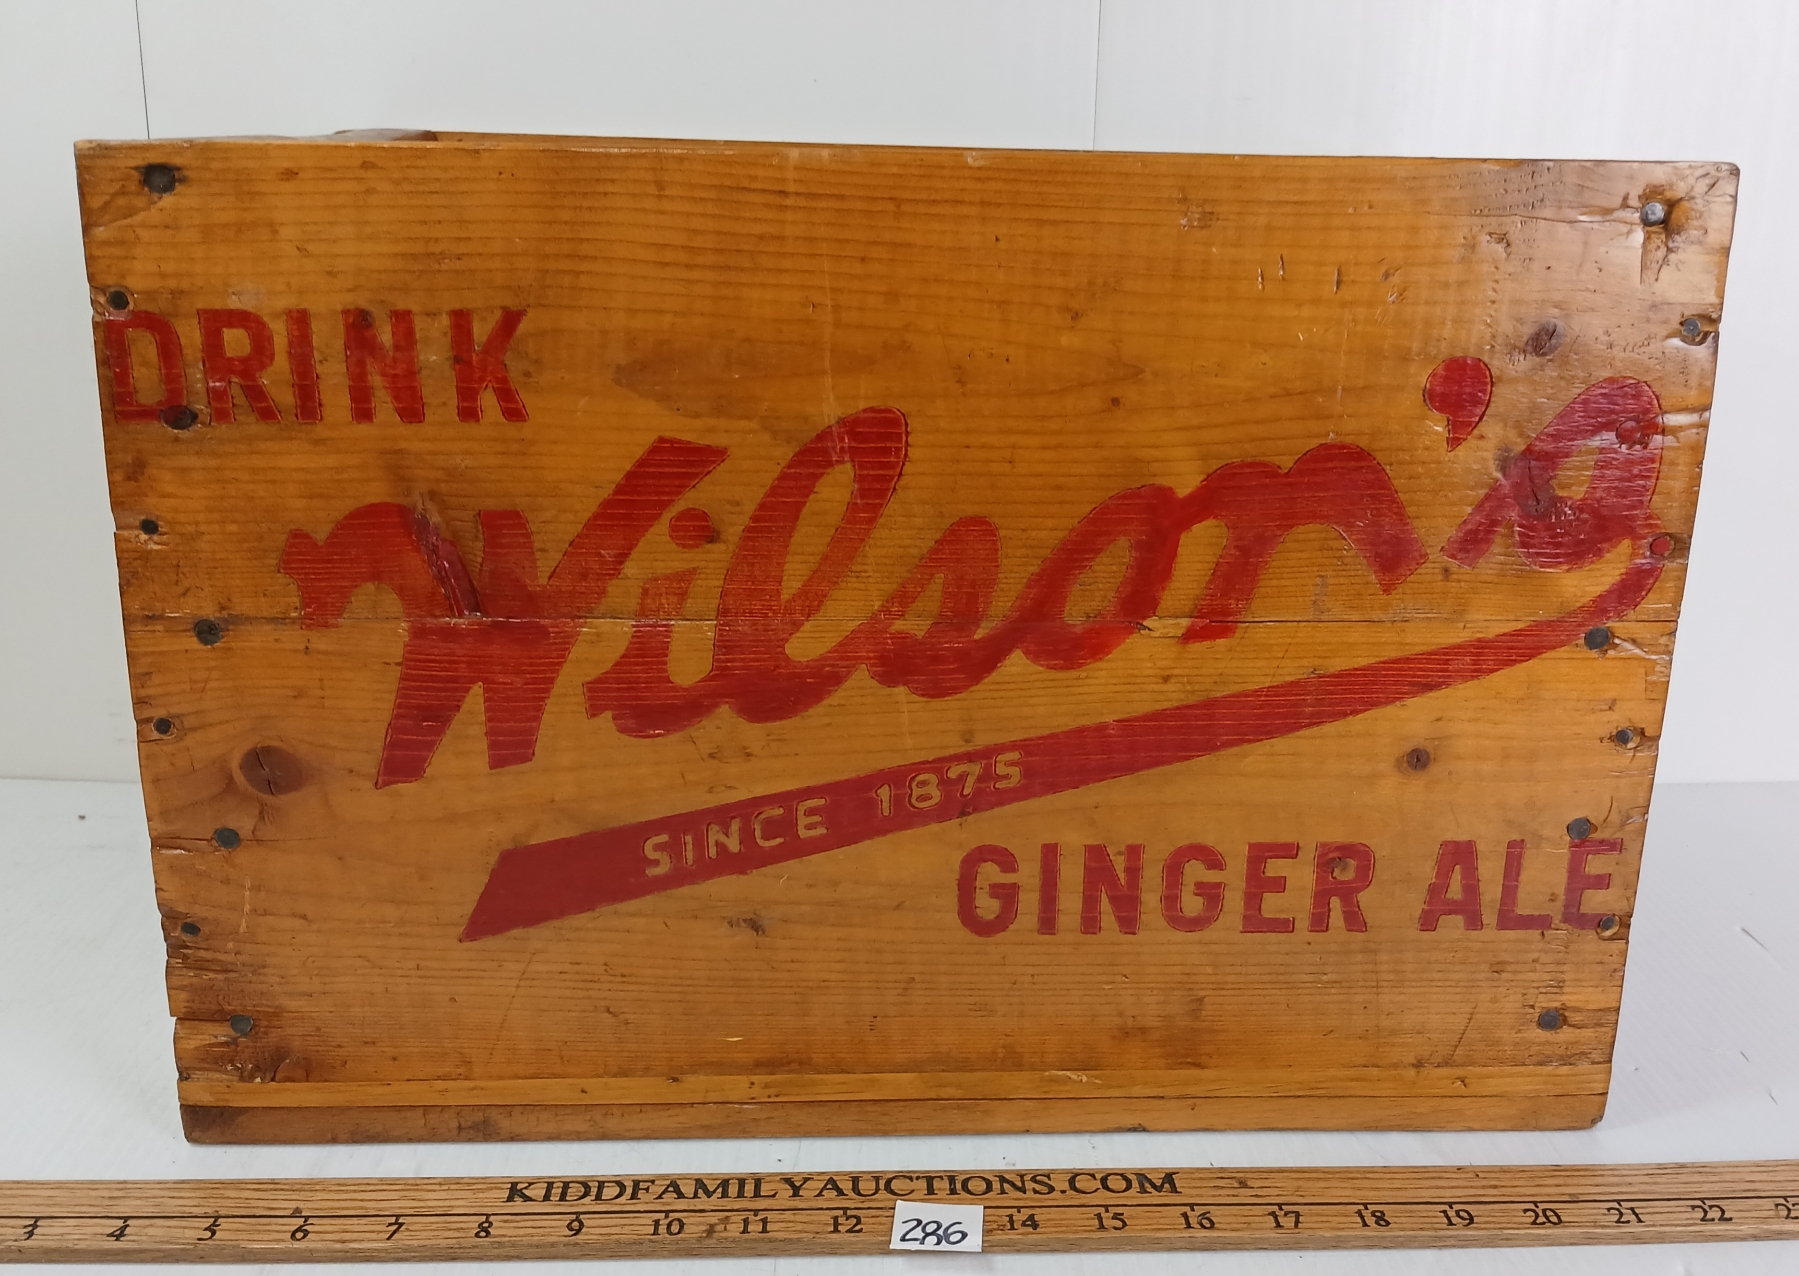 DRINK
Wilson's
SINCE 1875
GINGER ALE
KIDDFAMILYAUCTIONS.COM
3 4 5 6 7 8 9 10 11 12 14 15 16 17 18 19 20 21 22
286